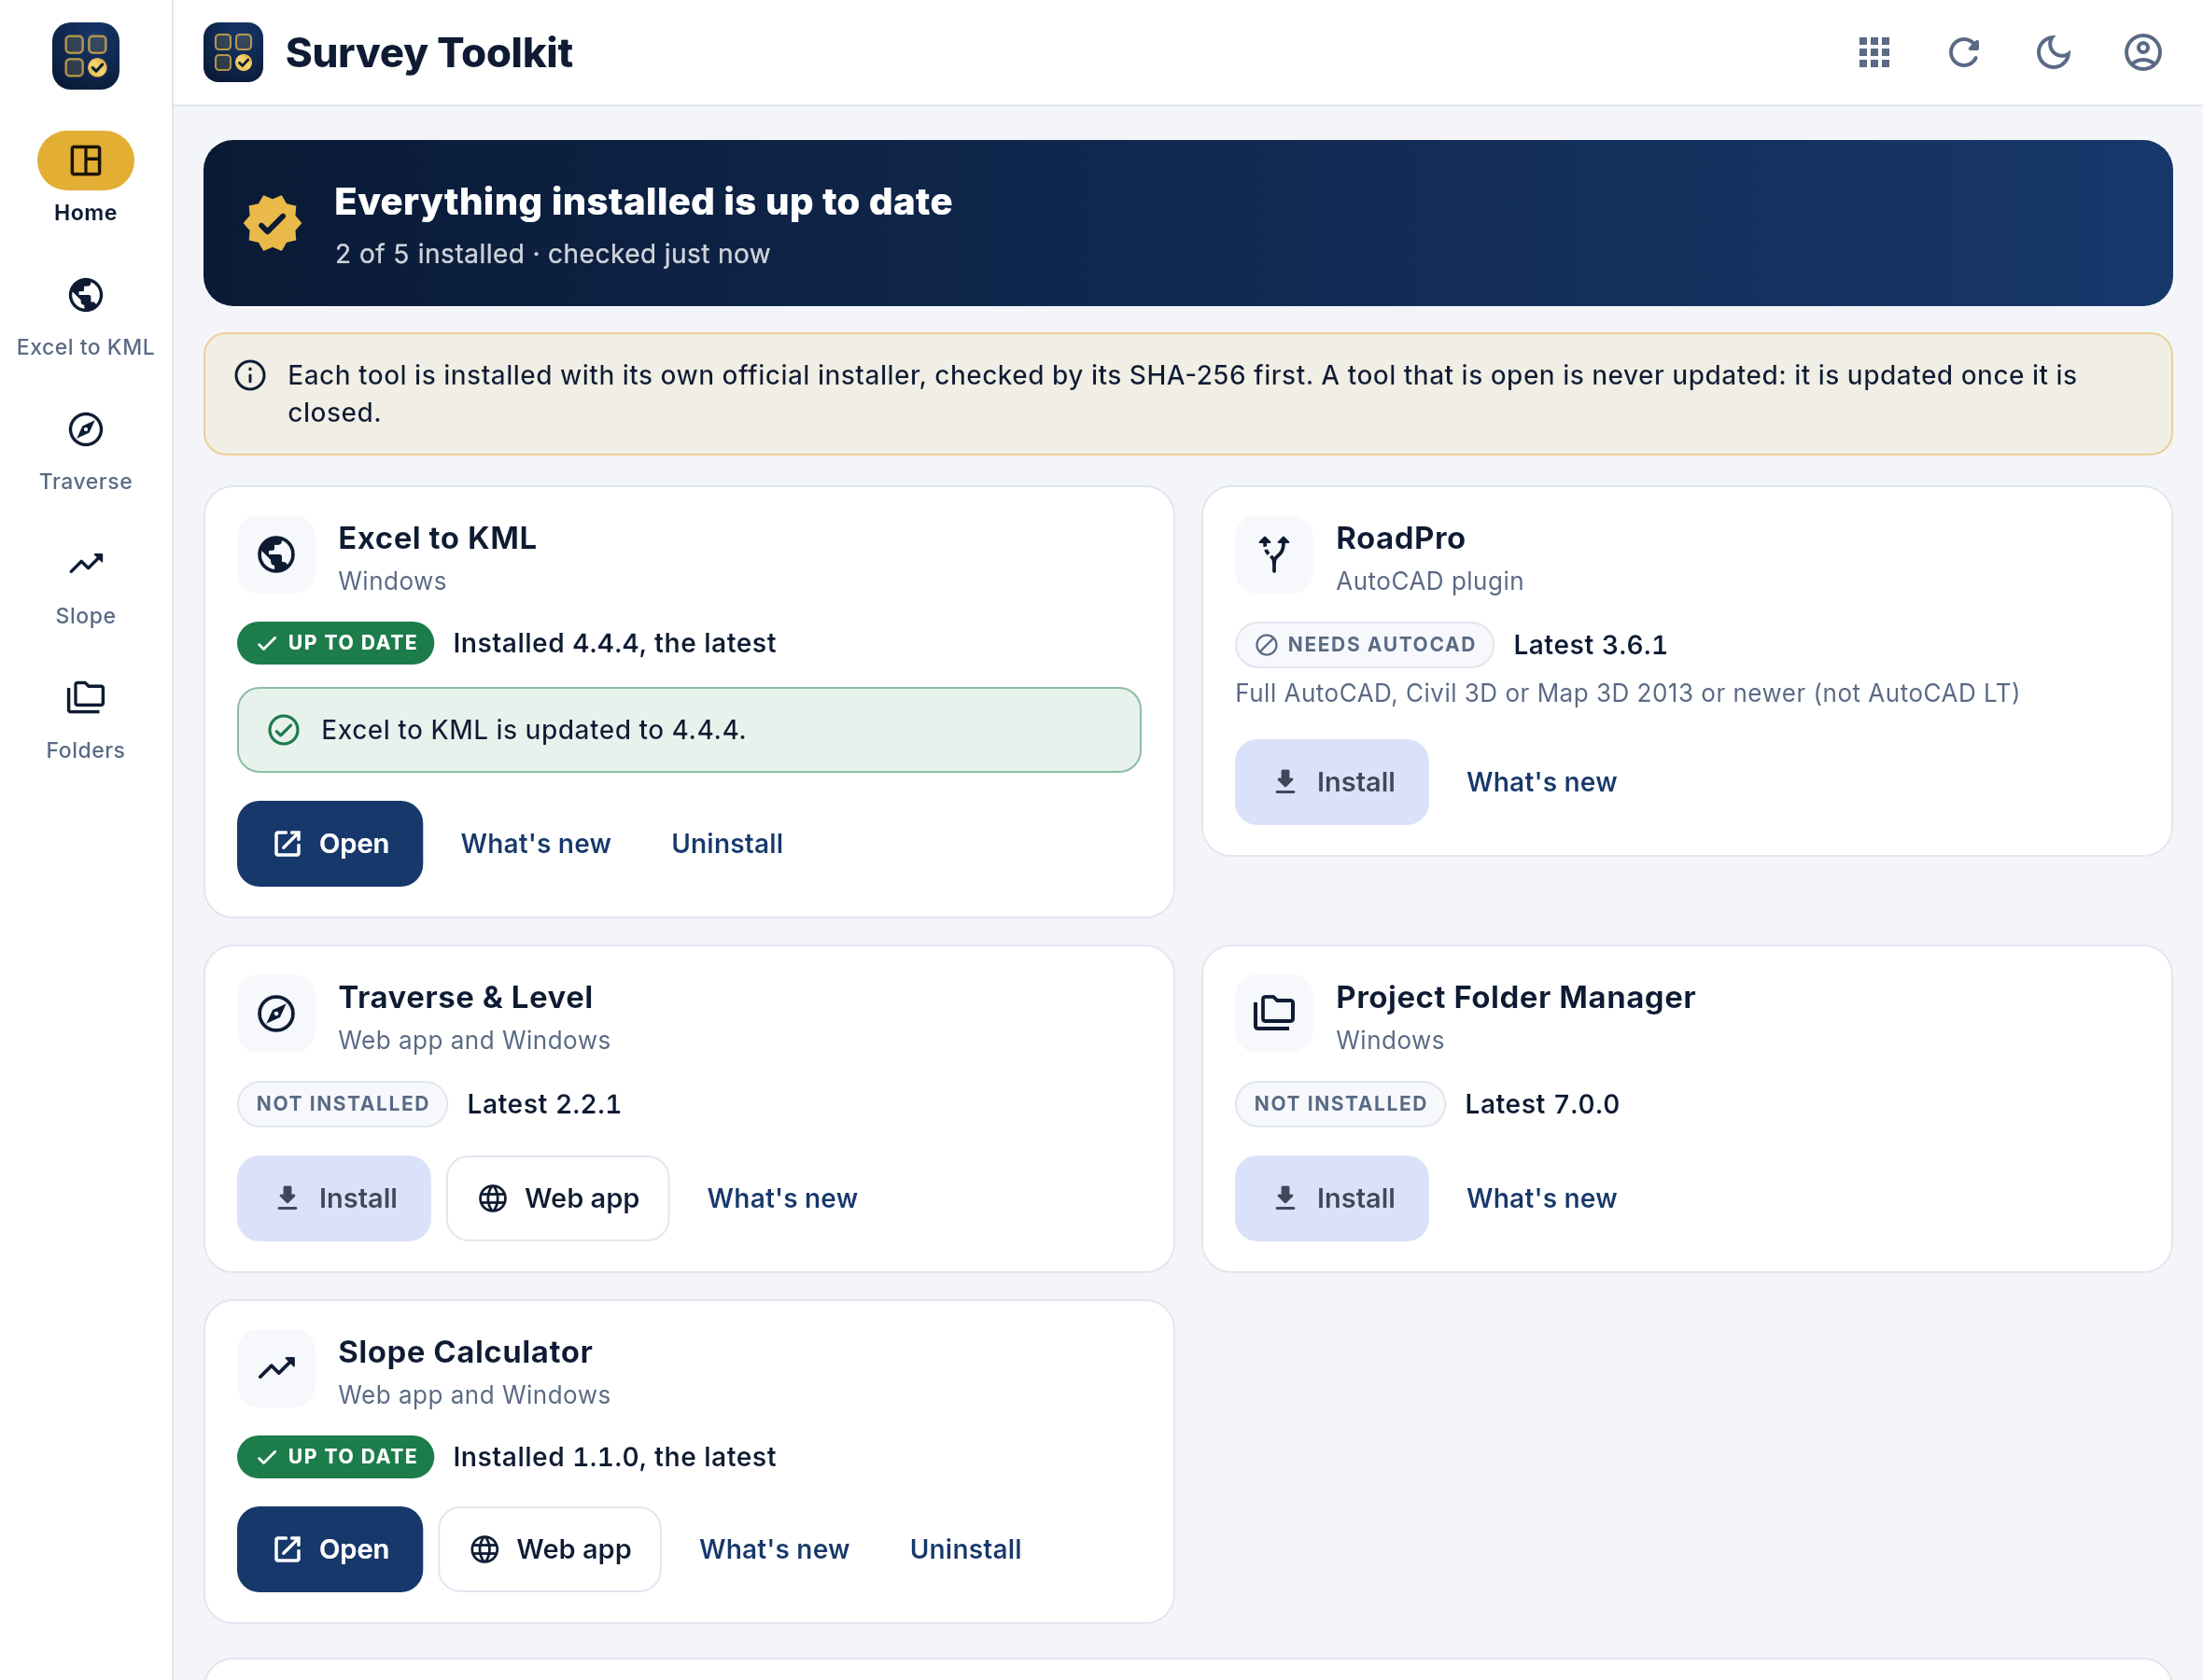 Survey Toolkit
Home
Excel to KML
Traverse
Slope
Folders
Everything installed is up to date
2 of 5 installed · checked just now
Each tool is installed with its own official installer, checked by its SHA-256 first. A tool that is open is never updated: it is updated once it is
closed.
Excel to KML
Windows
UP TO DATE Installed 4.4.4, the latest
Excel to KML is updated to 4.4.4.
Open What's new Uninstall
RoadPro
AutoCAD plugin
NEEDS AUTOCAD Latest 3.6.1
Full AutoCAD, Civil 3D or Map 3D 2013 or newer (not AutoCAD LT)
Install What's new
Traverse & Level
Web app and Windows
NOT INSTALLED Latest 2.2.1
Install Web app What's new
Project Folder Manager
Windows
NOT INSTALLED Latest 7.0.0
Install What's new
Slope Calculator
Web app and Windows
UP TO DATE Installed 1.1.0, the latest
Open Web app What's new Uninstall